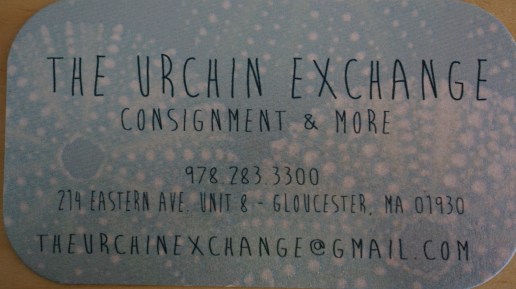 THE URCHIN EXCHANGE
CONSIGNMENT & MORE
978.283.3300
214 EASTERN AVE. UNIT 8 - GLOUCESTER, MA 01930
THEURCHINEXCHANGE@GMAIL.COM